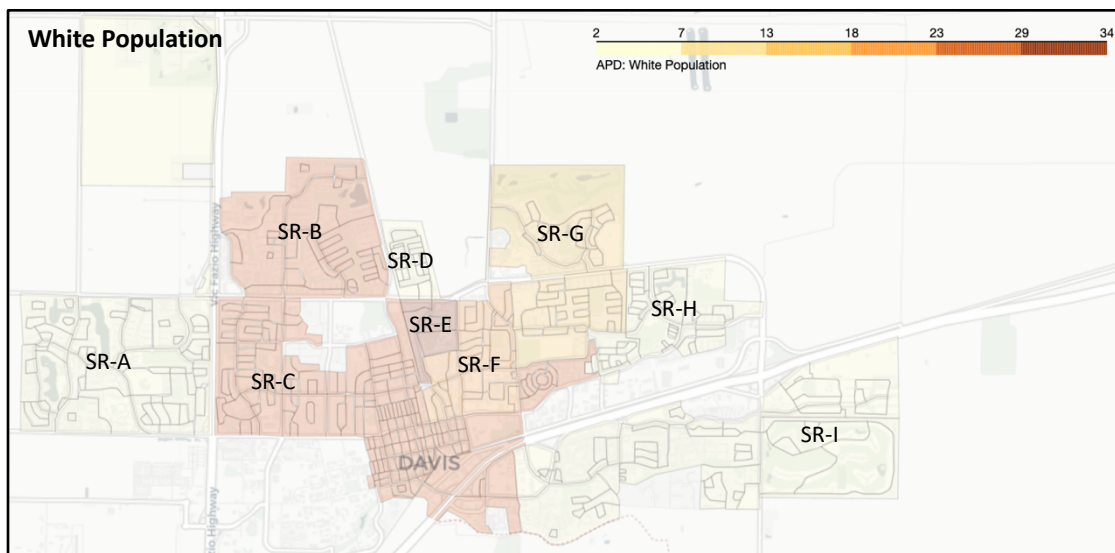 White Population
2 7 13 18 23 29 34
APD: White Population
SR-B
SR-G
SR-D
Vic Fazio Highway
SR-H
SR-E
SR-A
SR-F
SR-C
SR-I
DAVIS